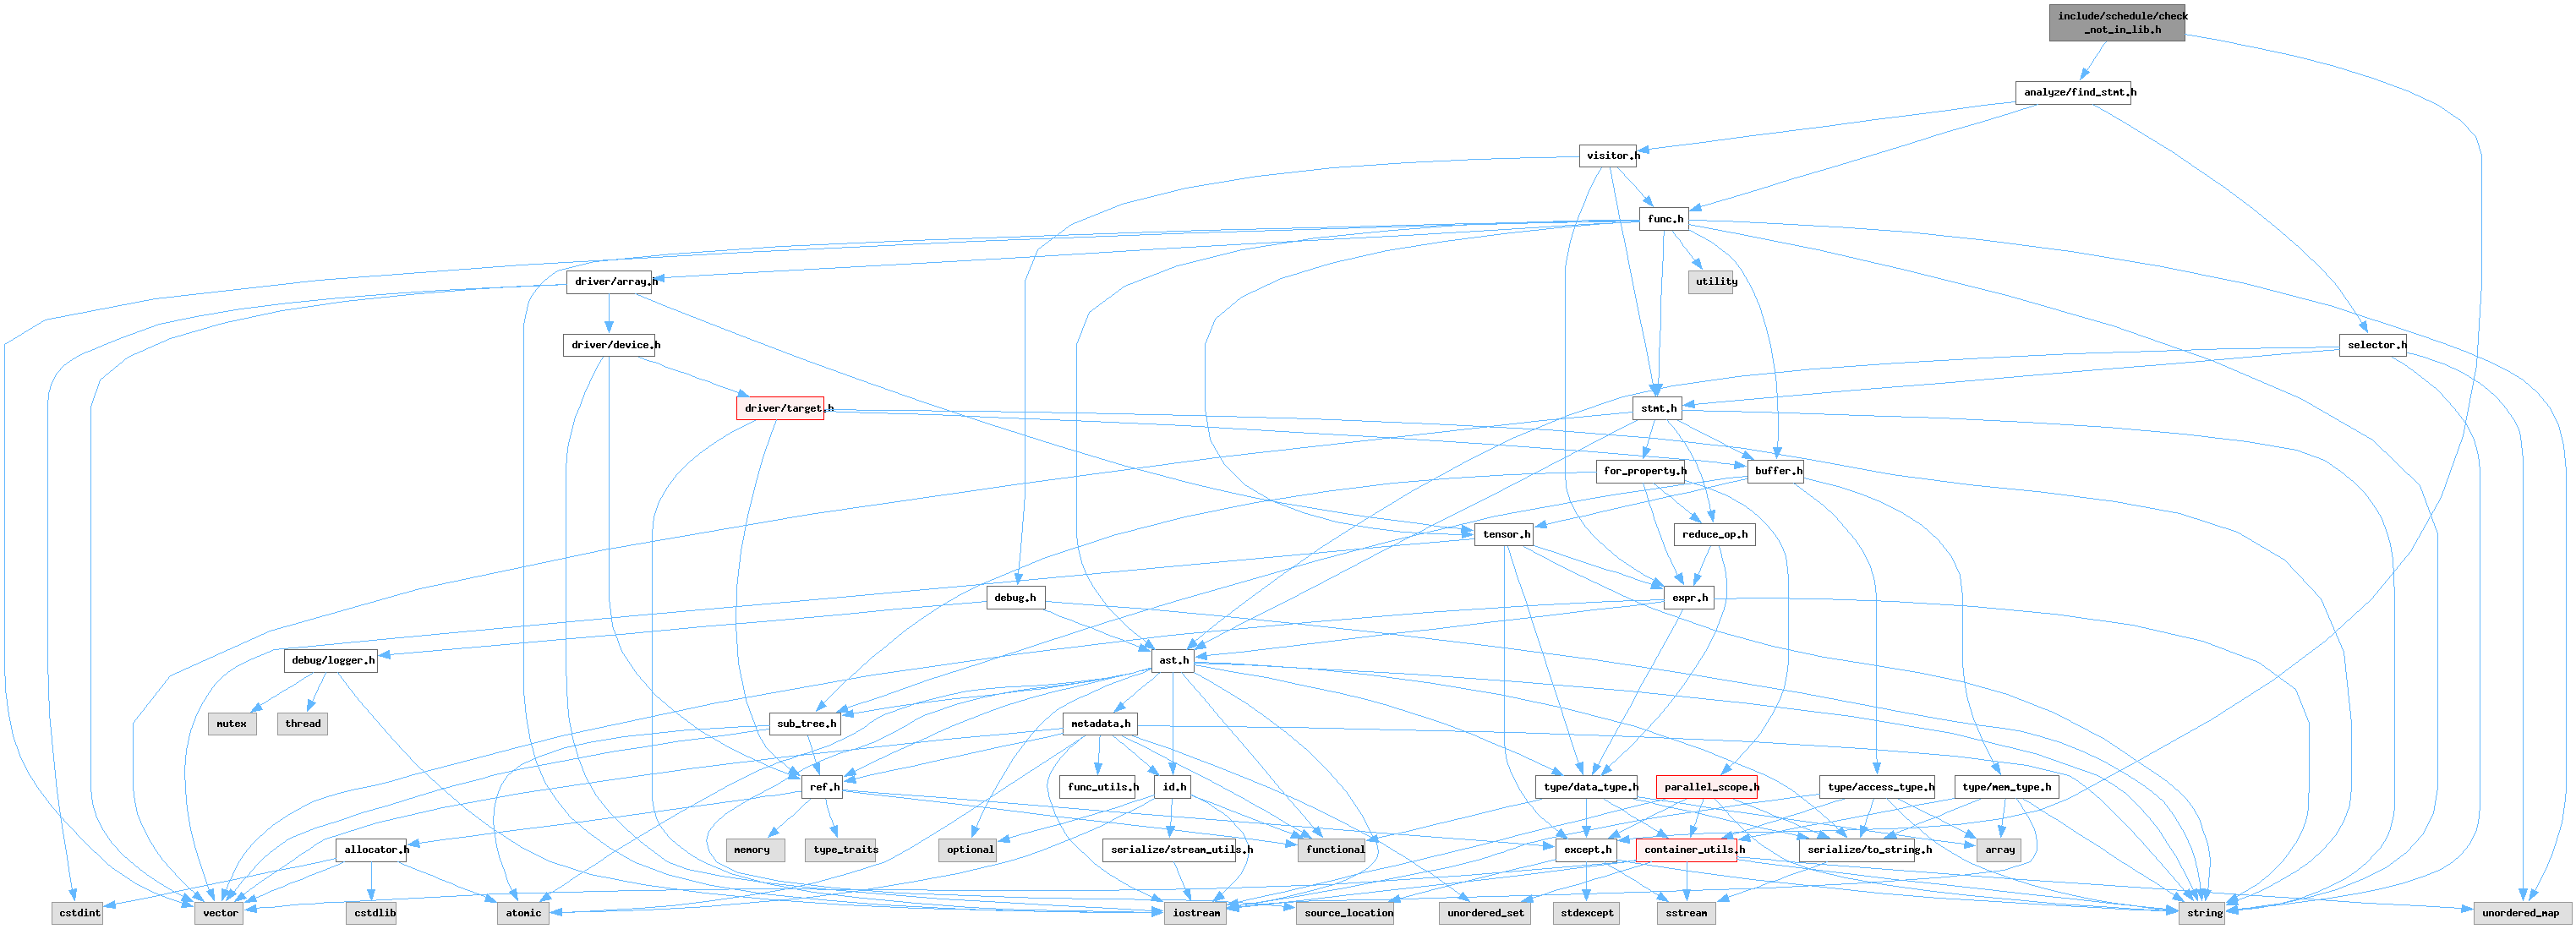 include/schedule/check
_not_in_lib.h
analyze/find_stmt.h
visitor.h
func.h
driver/array.h
utility
driver/device.h
selector.h
driver/target.h
stmt.h
for_property.h
buffer.h
tensor.h
reduce_op.h
debug.h
expr.h
debug/logger.h
ast.h
mutex
thread
sub_tree.h
metadata.h
ref.h
func_utils.h
id.h
type/data_type.h
parallel_scope.h
type/access_type.h
type/mem_type.h
allocator.h
memory
type_traits
optional
serialize/stream_utils.h
functional
except.h
container_utils.h
serialize/to_string.h
array
cstdint
vector
cstdlib
atomic
iostream
source_location
unordered_set
stdexcept
sstream
string
unordered_map